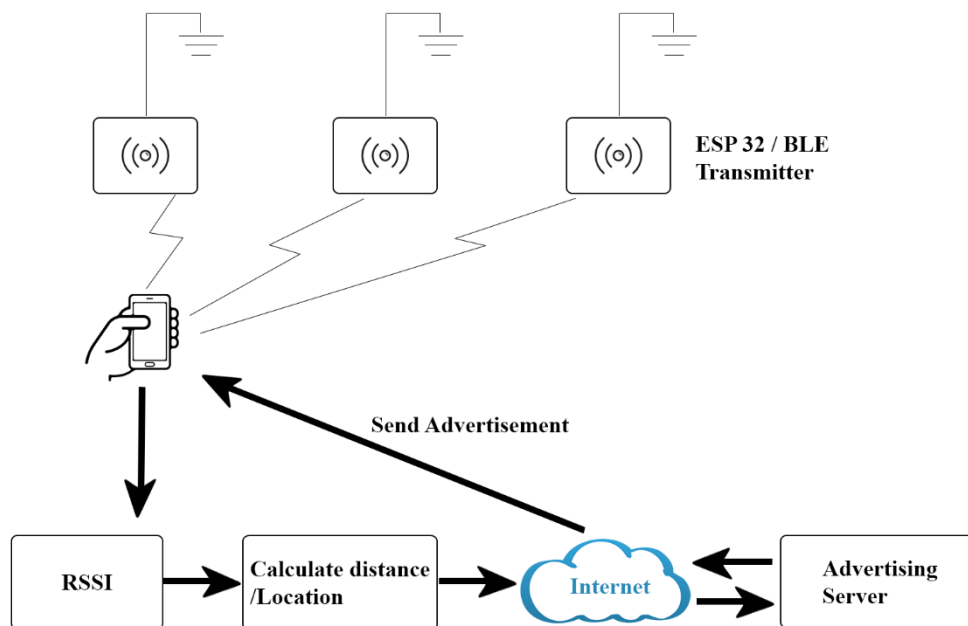 ESP 32 / BLE
Transmitter
Send Advertisement
RSSI
Calculate distance
/Location
Internet
Advertising
Server